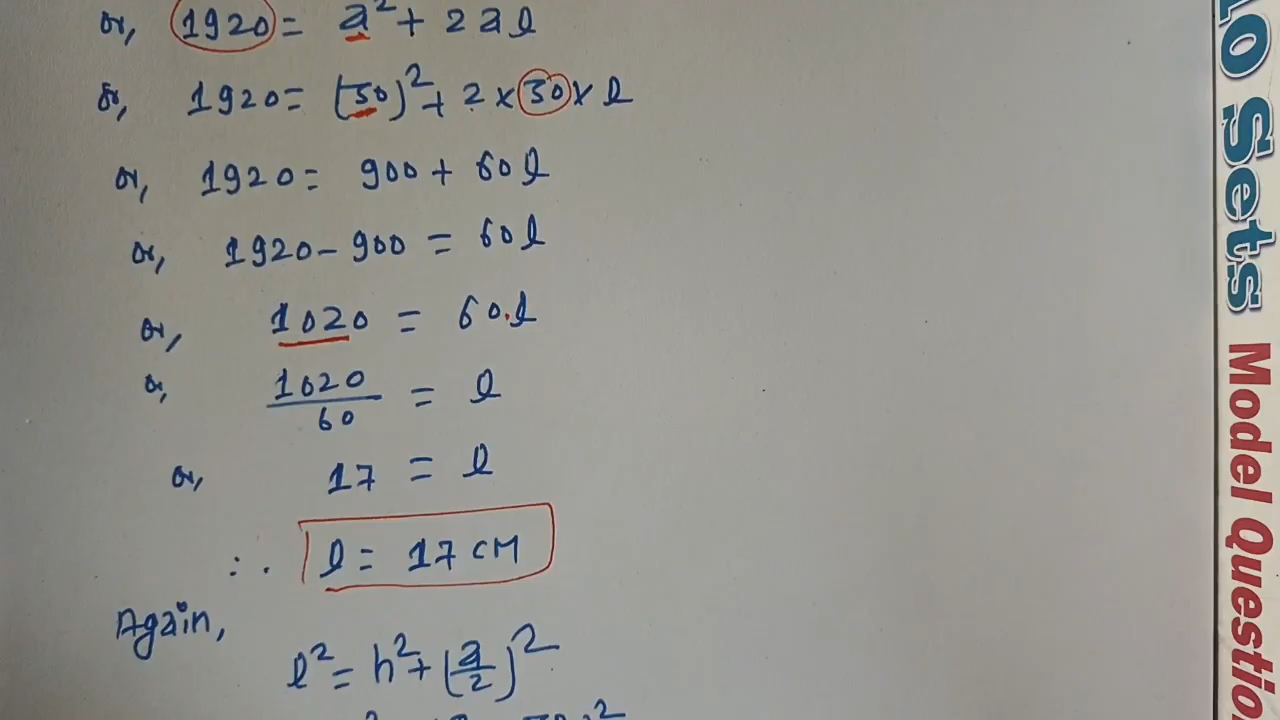 or, 1920 = a² + 2al
or, 1920 = (30)² + 2 × 30 × l
or, 1920 = 900 + 60l
or, 1920 - 900 = 60l
or, 1020 = 60.l
or, 1020/60 = l
or, 17 = l
∴ l = 17 CM
Again,
l² = h² + (a/2)²
Sets Model